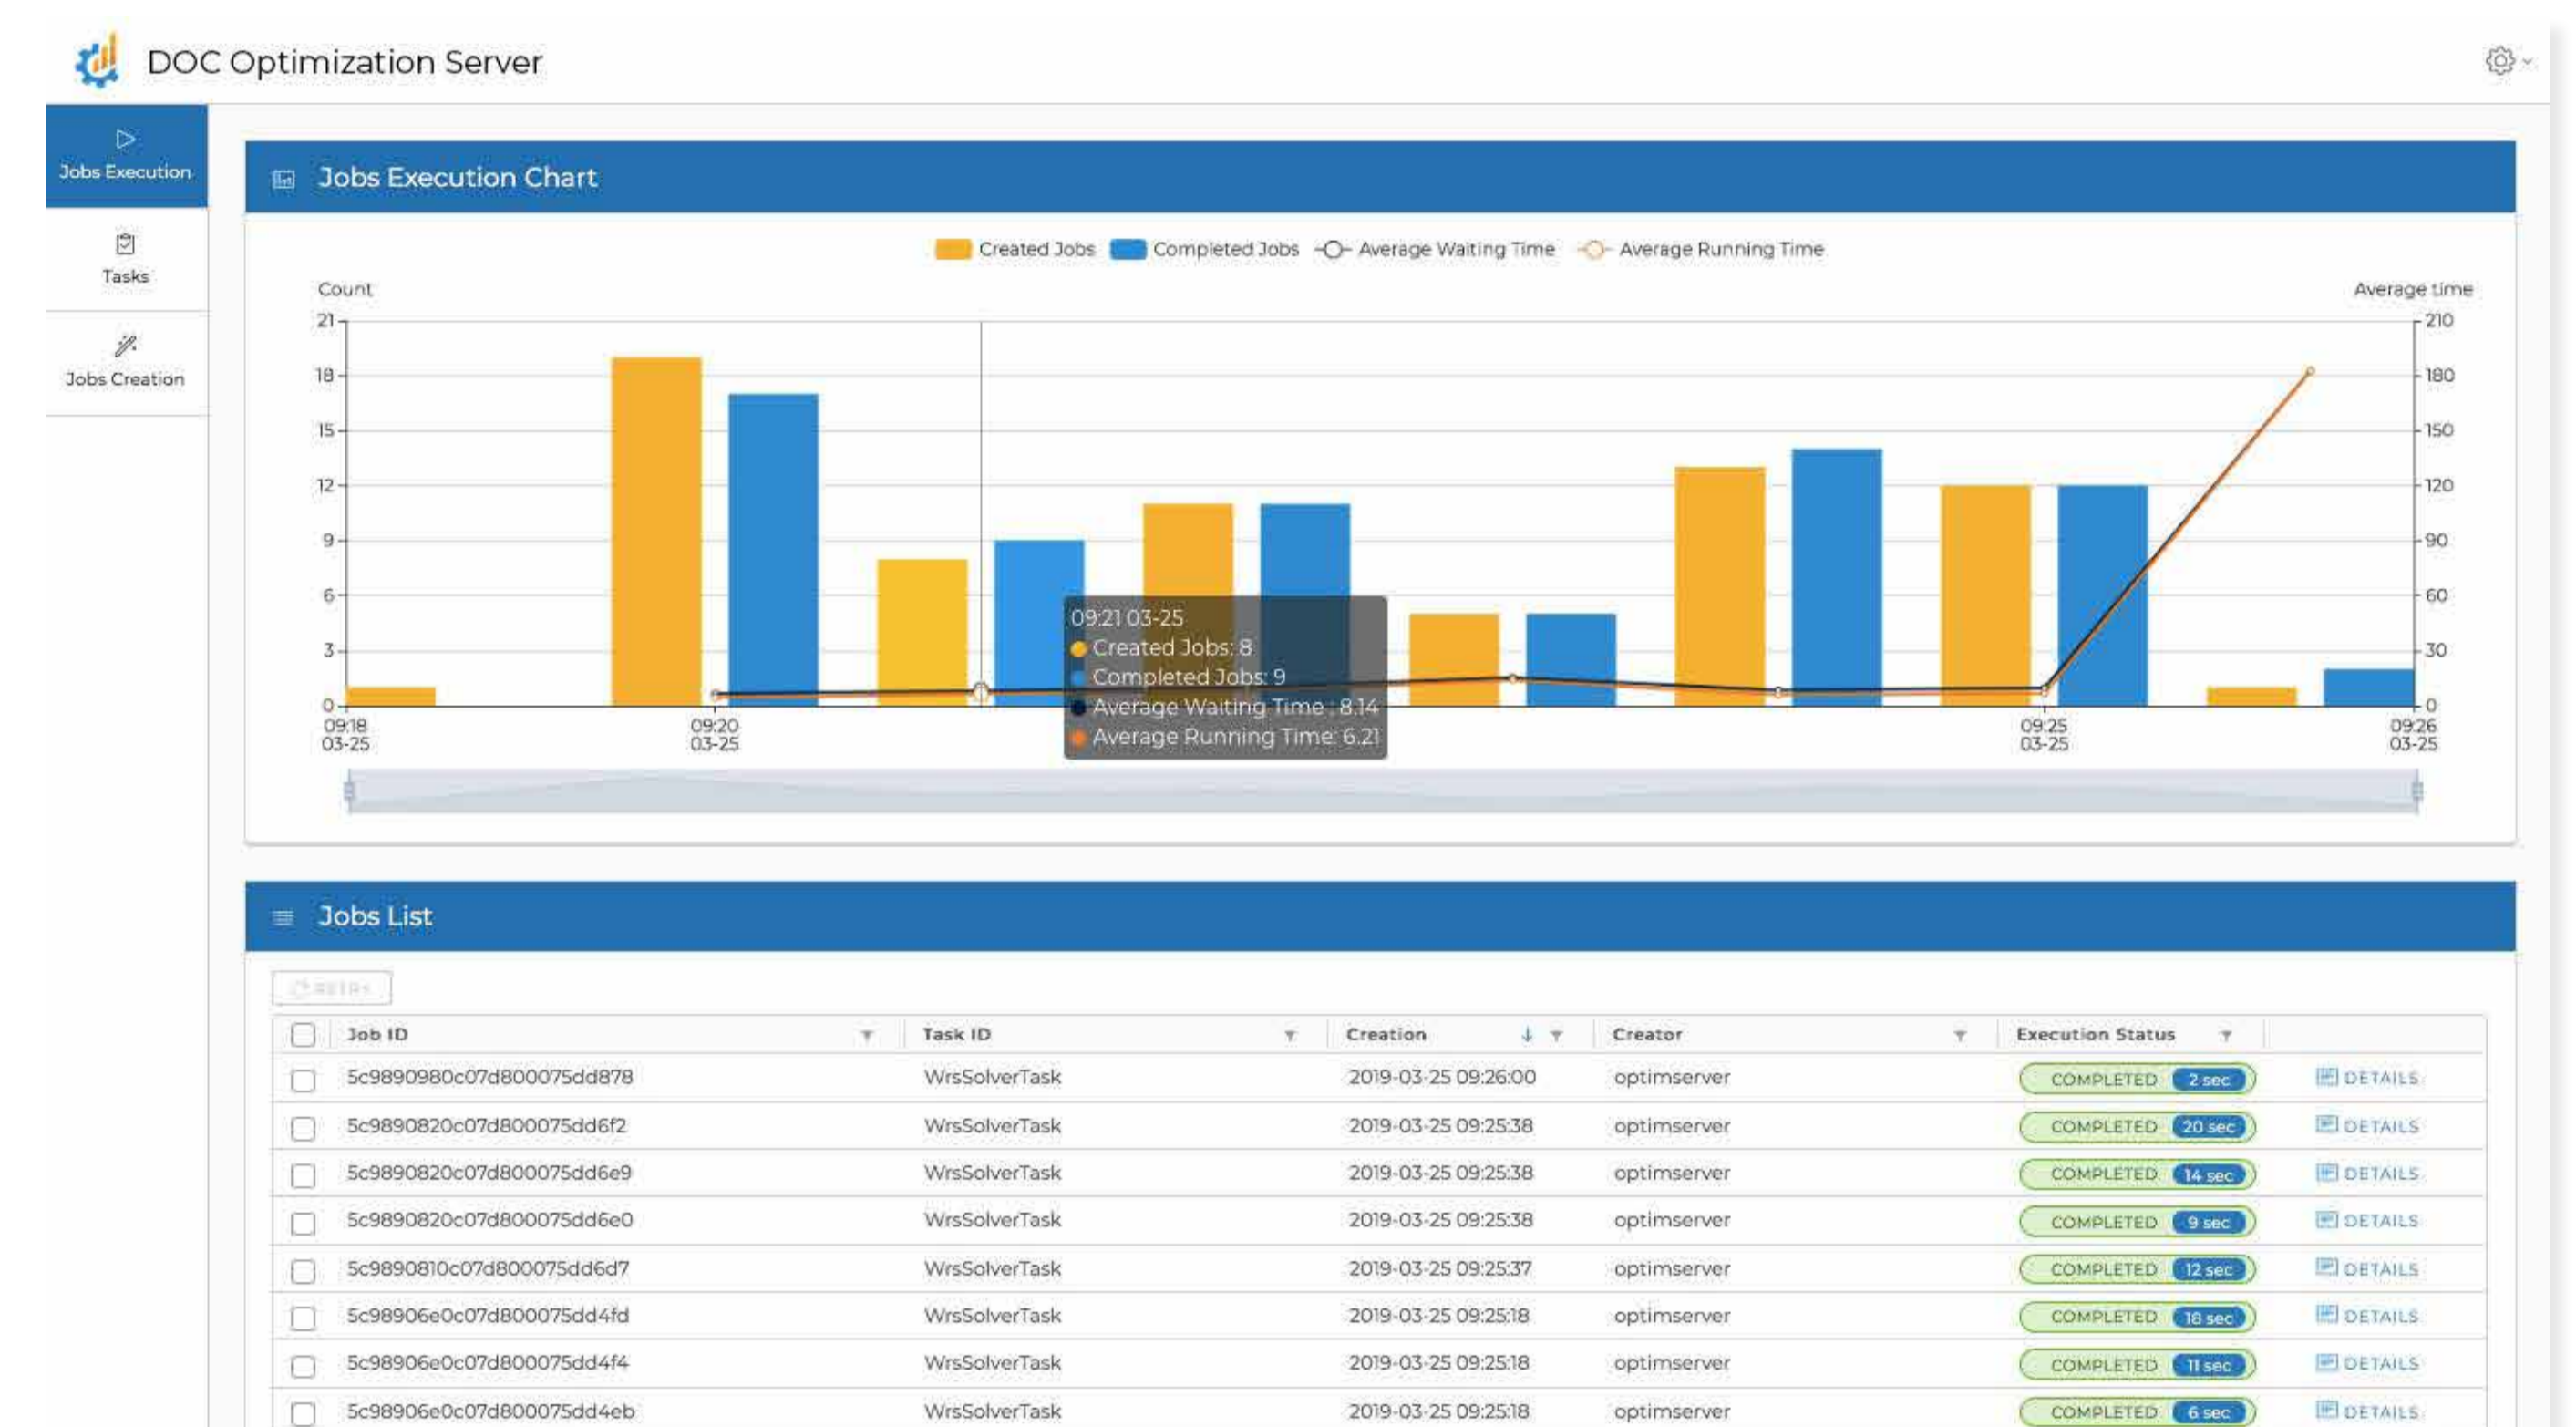 DOC Optimization Server
Jobs Execution
Tasks
Jobs Creation
Jobs Execution Chart
Created Jobs Completed Jobs Average Waiting Time Average Running Time
Count Average time
21 210
18 180
15 150
12 120
9 90
6 60
3 30
0 0
09:21 03-25
Created Jobs: 8
Completed Jobs: 9
Average Waiting Time : 8.14
Average Running Time: 6.21
09:18 09:20 09:25 09:26
03-25 03-25 03-25 03-25
Jobs List
RETRY
Job ID Task ID Creation Creator Execution Status
5c9890980c07d800075dd878 WrsSolverTask 2019-03-25 09:26:00 optimserver COMPLETED 2 sec DETAILS
5c9890820c07d800075dd6f2 WrsSolverTask 2019-03-25 09:25:38 optimserver COMPLETED 20 sec DETAILS
5c9890820c07d800075dd6e9 WrsSolverTask 2019-03-25 09:25:38 optimserver COMPLETED 14 sec DETAILS
5c9890820c07d800075dd6e0 WrsSolverTask 2019-03-25 09:25:38 optimserver COMPLETED 9 sec DETAILS
5c9890810c07d800075dd6d7 WrsSolverTask 2019-03-25 09:25:37 optimserver COMPLETED 12 sec DETAILS
5c98906e0c07d800075dd4fd WrsSolverTask 2019-03-25 09:25:18 optimserver COMPLETED 18 sec DETAILS
5c98906e0c07d800075dd4f4 WrsSolverTask 2019-03-25 09:25:18 optimserver COMPLETED 11 sec DETAILS
5c98906e0c07d800075dd4eb WrsSolverTask 2019-03-25 09:25:18 optimserver COMPLETED 6 sec DETAILS